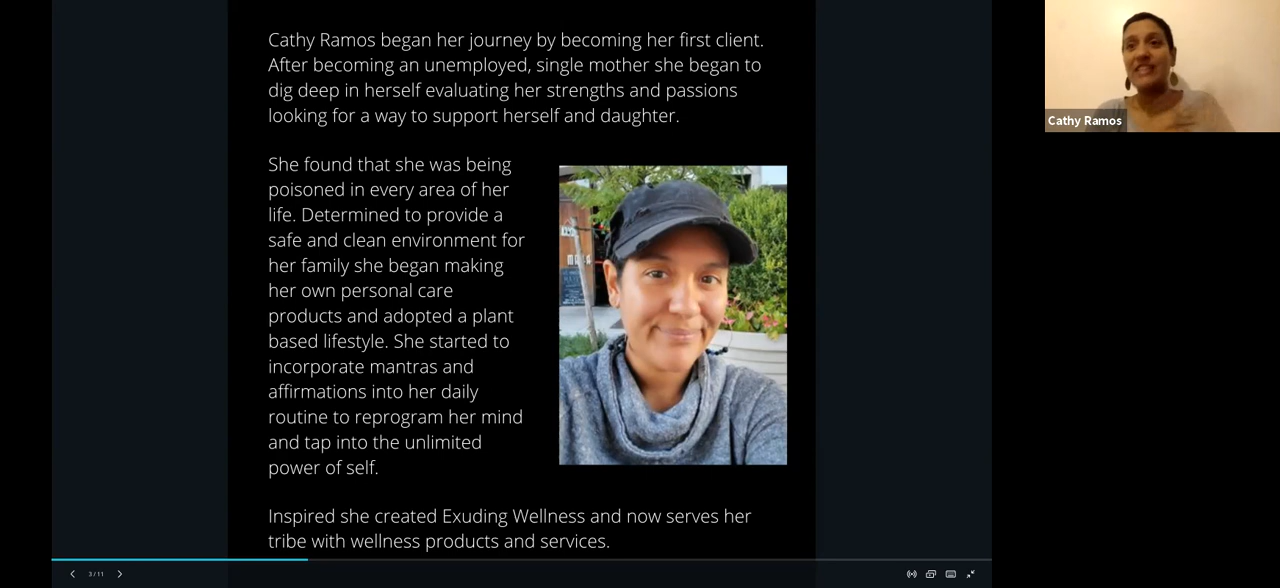 Cathy Ramos began her journey by becoming her first client.
After becoming an unemployed, single mother she began to
dig deep in herself evaluating her strengths and passions
looking for a way to support herself and daughter.
She found that she was being
poisoned in every area of her
life. Determined to provide a
safe and clean environment for
her family she began making
her own personal care
products and adopted a plant
based lifestyle. She started to
incorporate mantras and
affirmations into her daily
routine to reprogram her mind
and tap into the unlimited
power of self.
Inspired she created Exuding Wellness and now serves her
tribe with wellness products and services.
3 / 11
Cathy Ramos